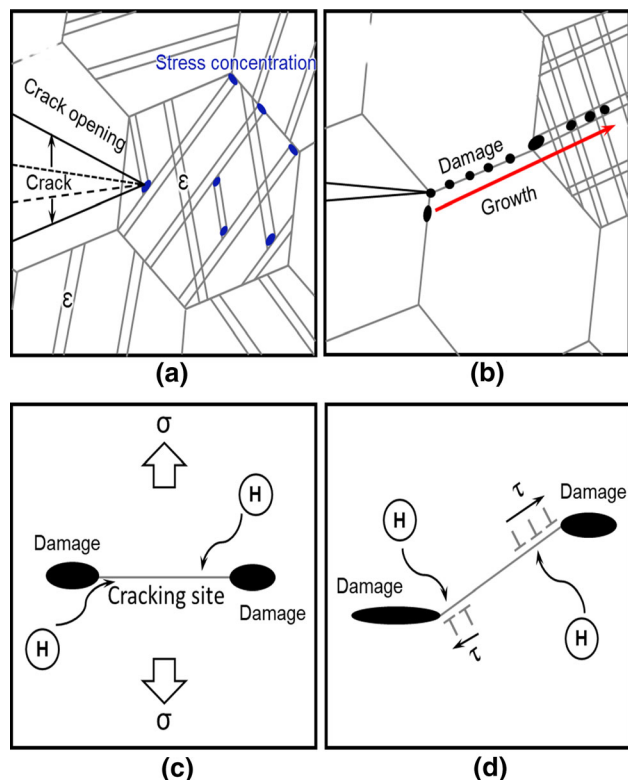 Stress concentration
Crack opening
Crack
ε
ε
(a)
Damage
Growth
(b)
σ
H
Damage
Cracking site
Damage
H
σ
(c)
τ
Damage
H
Damage
H
τ
(d)